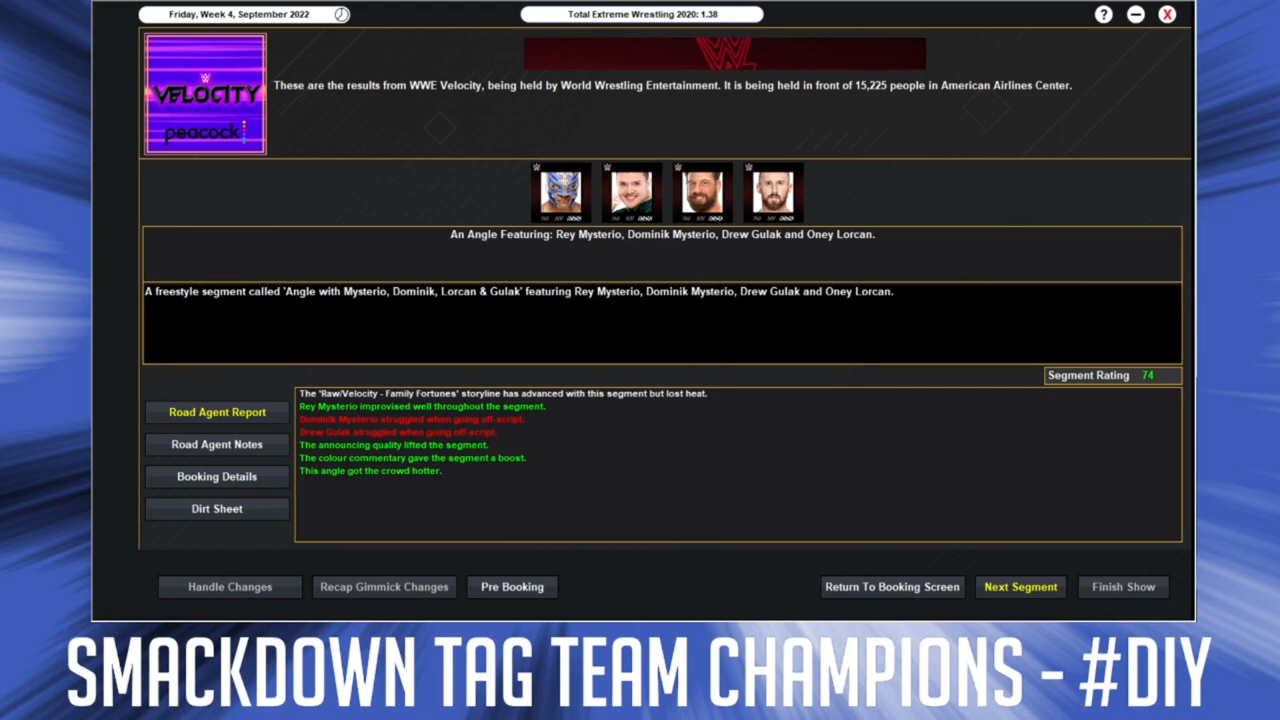 Friday, Week 4, September 2022
Total Extreme Wrestling 2020: 1.38
?
X
VELOCITY
peacock
These are the results from WWE Velocity, being held by World Wrestling Entertainment. It is being held in front of 15,225 people in American Airlines Center.
An Angle Featuring: Rey Mysterio, Dominik Mysterio, Drew Gulak and Oney Lorcan.
A freestyle segment called 'Angle with Mysterio, Dominik, Lorcan & Gulak' featuring Rey Mysterio, Dominik Mysterio, Drew Gulak and Oney Lorcan.
Segment Rating 74
Road Agent Report
Road Agent Notes
Booking Details
Dirt Sheet
The 'Raw/Velocity - Family Fortunes' storyline has advanced with this segment but lost heat.
Rey Mysterio improvised well throughout the segment.
Dominik Mysterio struggled when going off-script.
Drew Gulak struggled when going off-script.
The announcing quality lifted the segment.
The colour commentary gave the segment a boost.
This angle got the crowd hotter.
Handle Changes
Recap Gimmick Changes
Pre Booking
Return To Booking Screen
Next Segment
Finish Show
SMACKDOWN TAG TEAM CHAMPIONS - #DIY